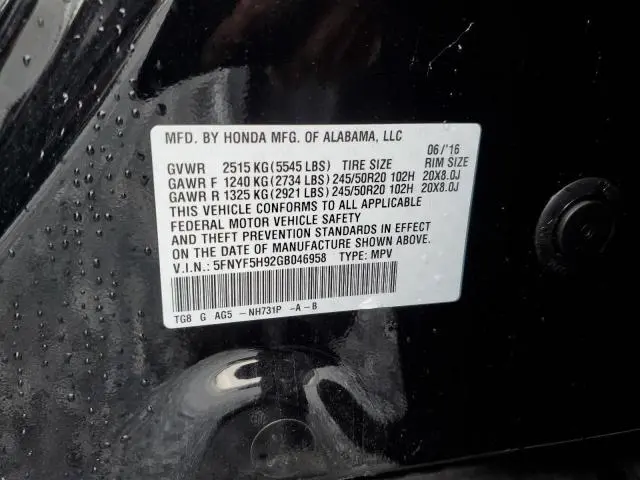 MFD. BY HONDA MFG. OF ALABAMA, LLC
06/'16
GVWR 2515 KG (5545 LBS) TIRE SIZE RIM SIZE
GAWR F 1240 KG (2734 LBS) 245/50R20 102H 20X8.0J
GAWR R 1325 KG (2921 LBS) 245/50R20 102H 20X8.0J
THIS VEHICLE CONFORMS TO ALL APPLICABLE
FEDERAL MOTOR VEHICLE SAFETY
AND THEFT PREVENTION STANDARDS IN EFFECT
ON THE DATE OF MANUFACTURE SHOWN ABOVE.
V.I.N.: 5FNYF5H92GB046958 TYPE: MPV
TG8 G AG5 -NH731P -A-B